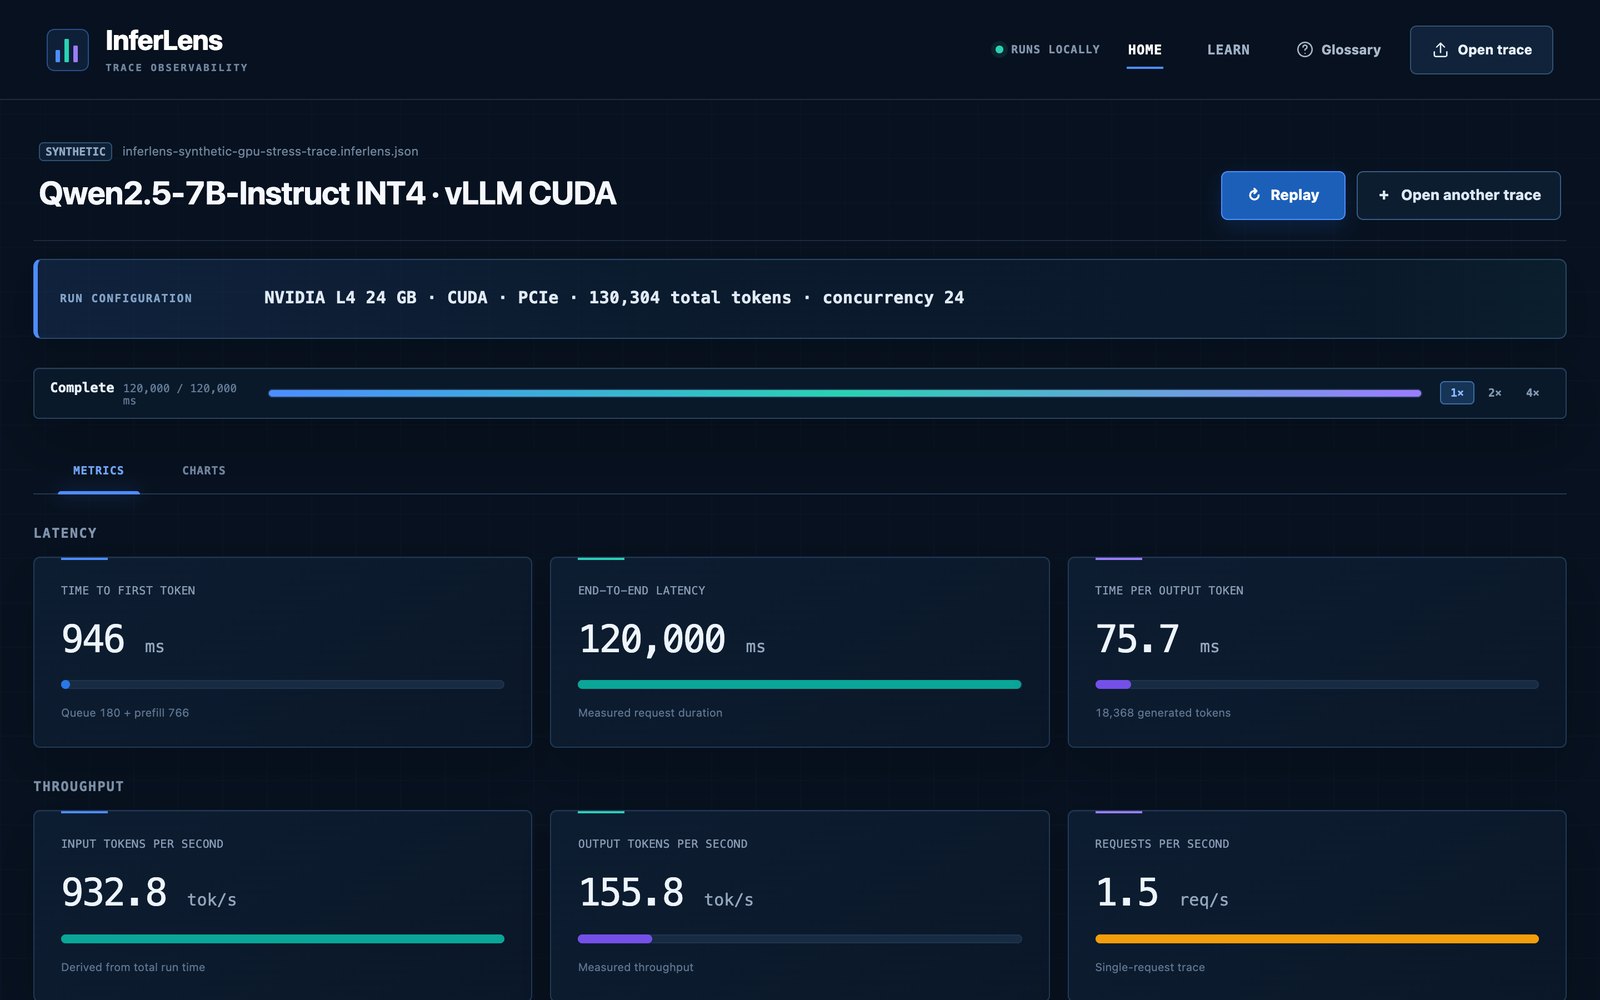 InferLens
TRACE OBSERVABILITY
RUNS LOCALLY
HOME
LEARN
Glossary
Open trace
SYNTHETIC inferlens-synthetic-gpu-stress-trace.inferlens.json
Qwen2.5-7B-Instruct INT4 · vLLM CUDA
Replay
+ Open another trace
RUN CONFIGURATION
NVIDIA L4 24 GB · CUDA · PCIe · 130,304 total tokens · concurrency 24
Complete 120,000 / 120,000
ms
1×
2×
4×
METRICS
CHARTS
LATENCY
TIME TO FIRST TOKEN
946 ms
Queue 180 + prefill 766
END-TO-END LATENCY
120,000 ms
Measured request duration
TIME PER OUTPUT TOKEN
75.7 ms
18,368 generated tokens
THROUGHPUT
INPUT TOKENS PER SECOND
932.8 tok/s
Derived from total run time
OUTPUT TOKENS PER SECOND
155.8 tok/s
Measured throughput
REQUESTS PER SECOND
1.5 req/s
Single-request trace